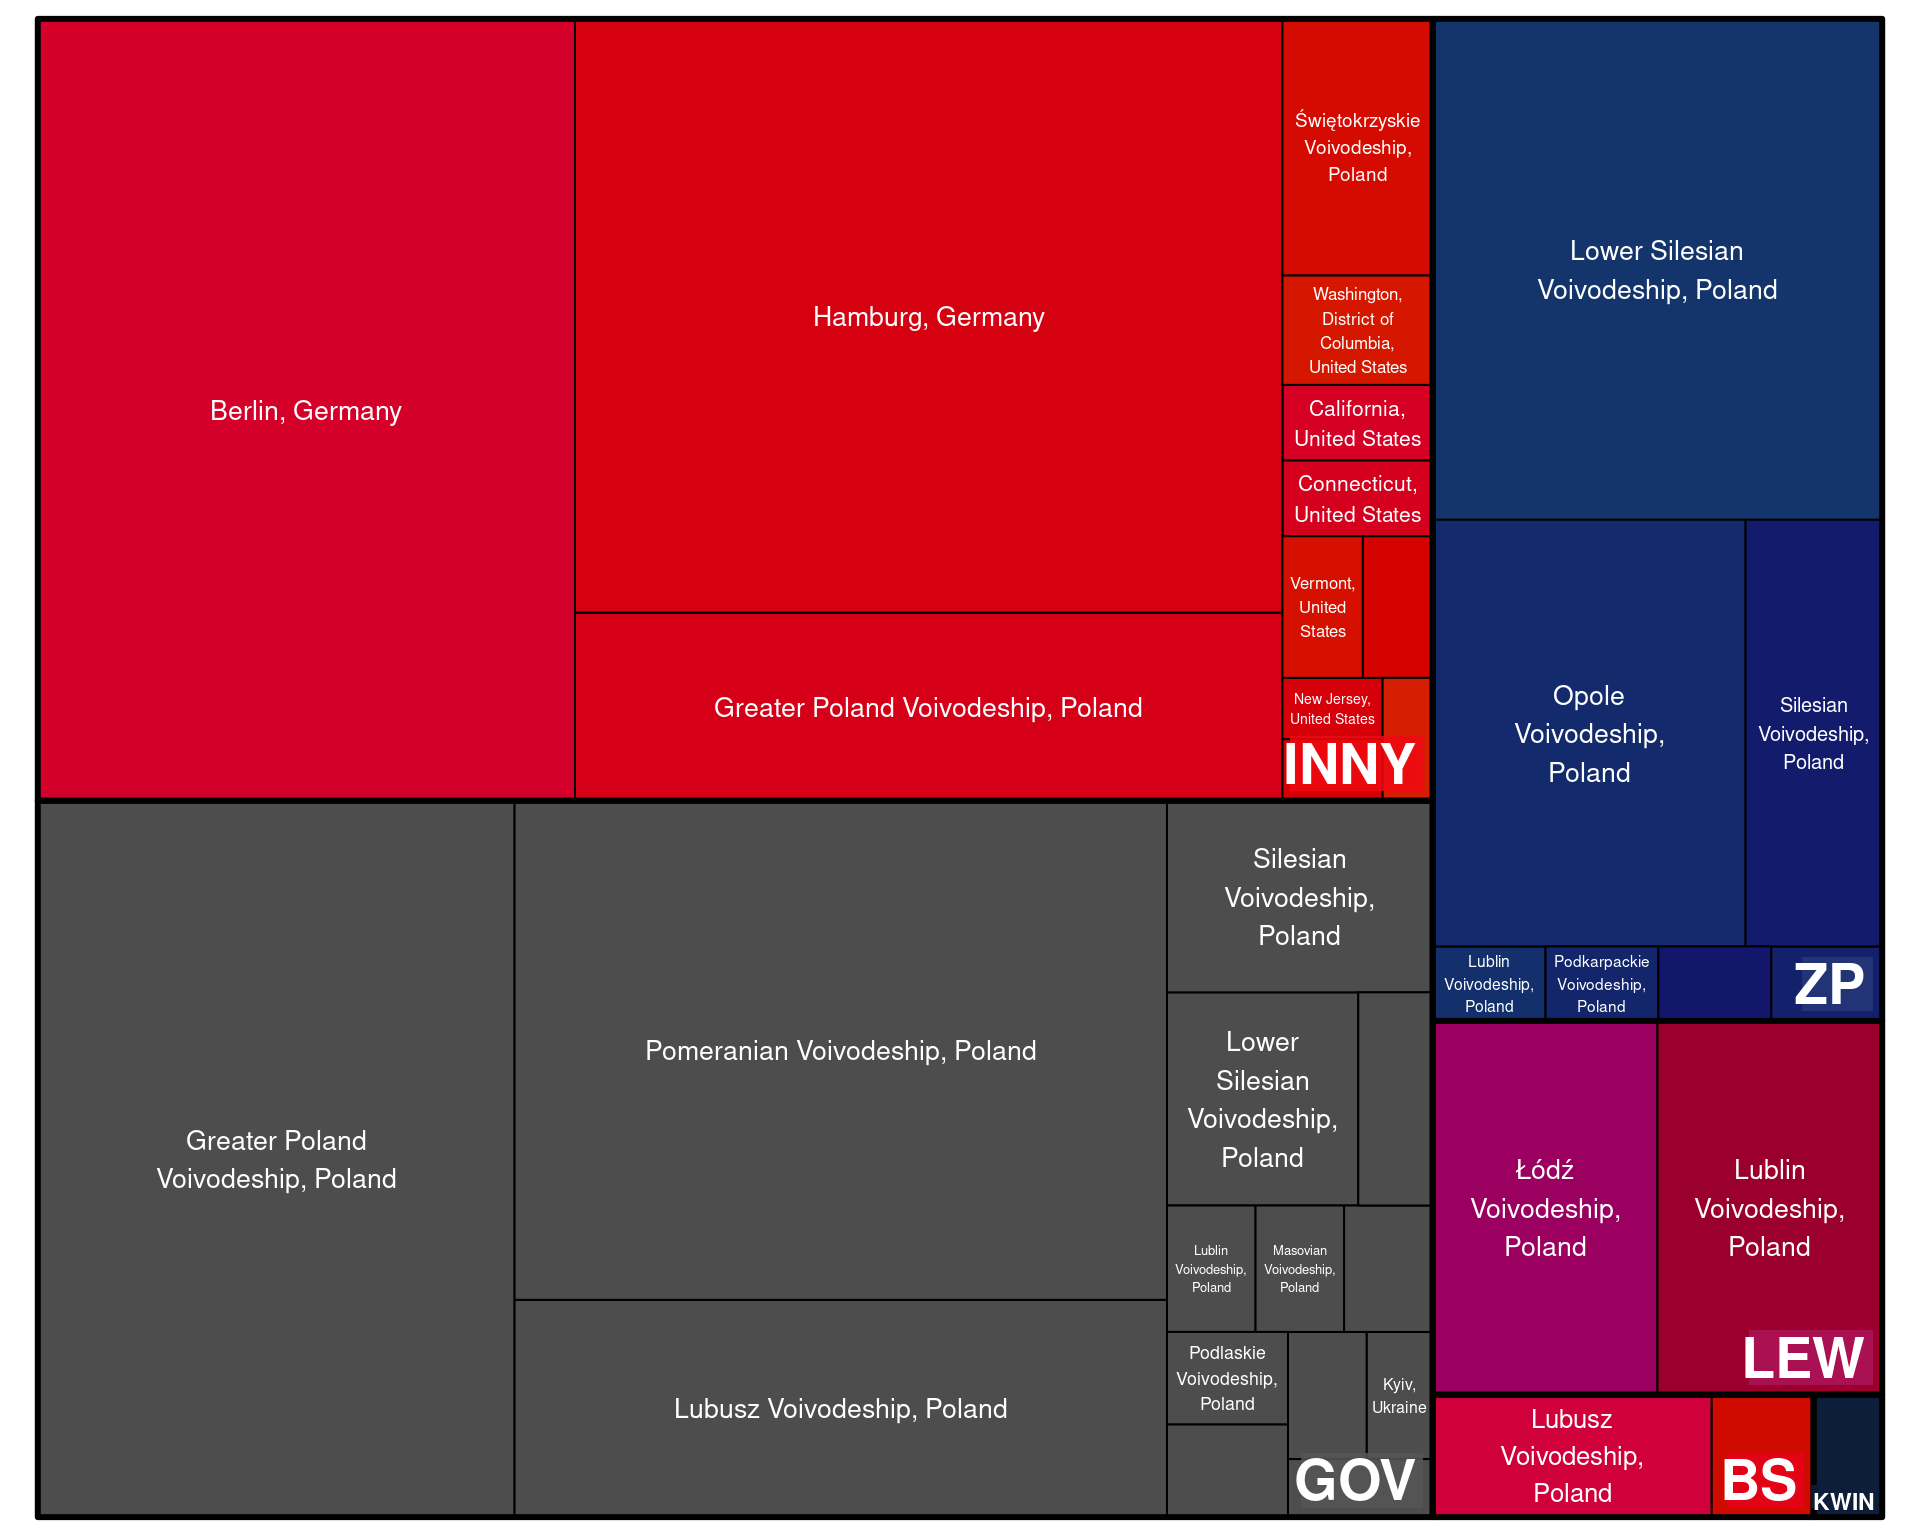 Berlin, Germany
Hamburg, Germany
Greater Poland Voivodeship, Poland
Świętokrzyskie
Voivodeship,
Poland
Washington,
District of
Columbia,
United States
California,
United States
Connecticut,
United States
Vermont,
United
States
New Jersey,
United States
INNY
Greater Poland
Voivodeship, Poland
Pomeranian Voivodeship, Poland
Lubusz Voivodeship, Poland
Silesian
Voivodeship,
Poland
Lower
Silesian
Voivodeship,
Poland
Lublin
Voivodeship,
Poland
Masovian
Voivodeship,
Poland
Podlaskie
Voivodeship,
Poland
Kyiv,
Ukraine
GOV
Lower Silesian
Voivodeship, Poland
Opole
Voivodeship,
Poland
Silesian
Voivodeship,
Poland
Lublin
Voivodeship,
Poland
Podkarpackie
Voivodeship,
Poland
ZP
Łódź
Voivodeship,
Poland
Lublin
Voivodeship,
Poland
LEW
Lubusz
Voivodeship,
Poland
BS
KWIN